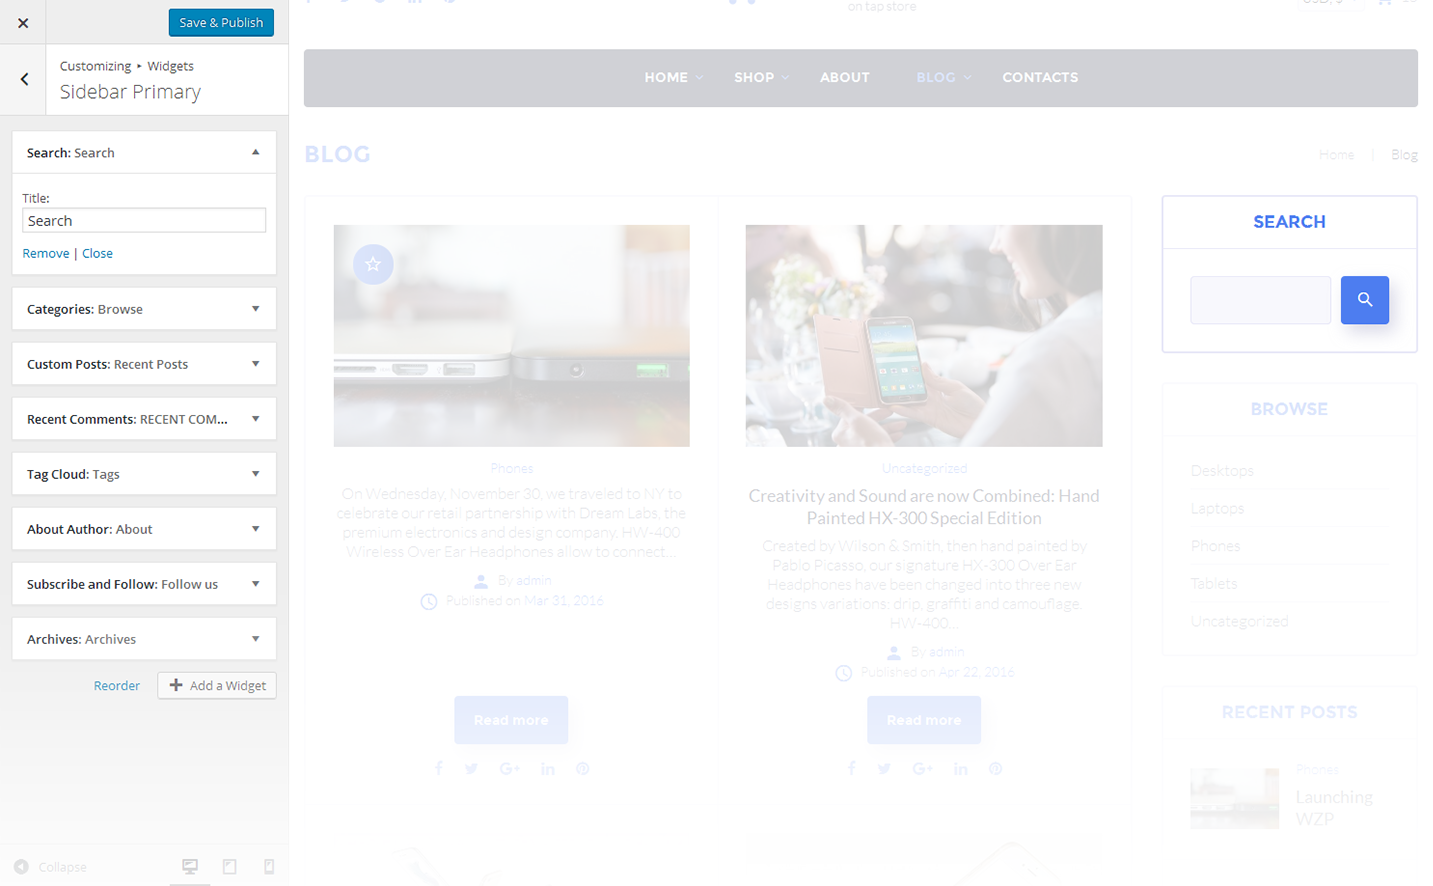 Save & Publish
Customizing ▸ Widgets
Sidebar Primary
Search: Search
Title:
Search
Remove | Close
Categories: Browse
Custom Posts: Recent Posts
Recent Comments: RECENT COM...
Tag Cloud: Tags
About Author: About
Subscribe and Follow: Follow us
Archives: Archives
Reorder
Add a Widget
Collapse
on tap store
USD, $
HOME SHOP ABOUT BLOG CONTACTS
BLOG
Home | Blog
Phones
On Wednesday, November 30, we traveled to NY to
celebrate our retail partnership with Dream Labs, the
premium electronics and design company. HW-400
Wireless Over Ear Headphones allow to connect...
By admin
Published on Mar 31, 2016
Read more
Uncategorized
Creativity and Sound are now Combined: Hand
Painted HX-300 Special Edition
Created by Wilson & Smith, then hand painted by
Pablo Picasso, our signature HX-300 Over Ear
Headphones have been changed into three new
designs variations: drip, graffiti and camouflage.
HW-400...
By admin
Published on Apr 22, 2016
Read more
SEARCH
BROWSE
Desktops
Laptops
Phones
Tablets
Uncategorized
RECENT POSTS
Phones
Launching
WZP